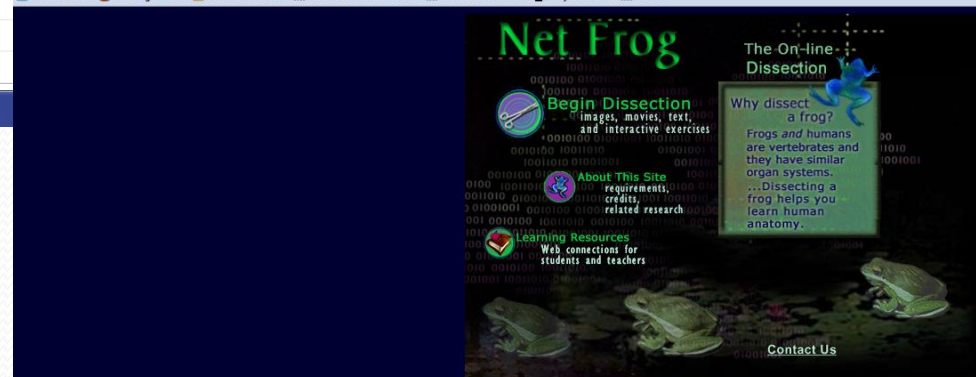 Net Frog
The On-line
Dissection
Begin Dissection
images, movies, text,
and interactive exercises
Why dissect
a frog?
Frogs and humans
are vertebrates and
they have similar
organ systems.
...Dissecting a
frog helps you
learn human
anatomy.
About This Site
requirements,
credits,
related research
Learning Resources
Web connections for
students and teachers
Contact Us